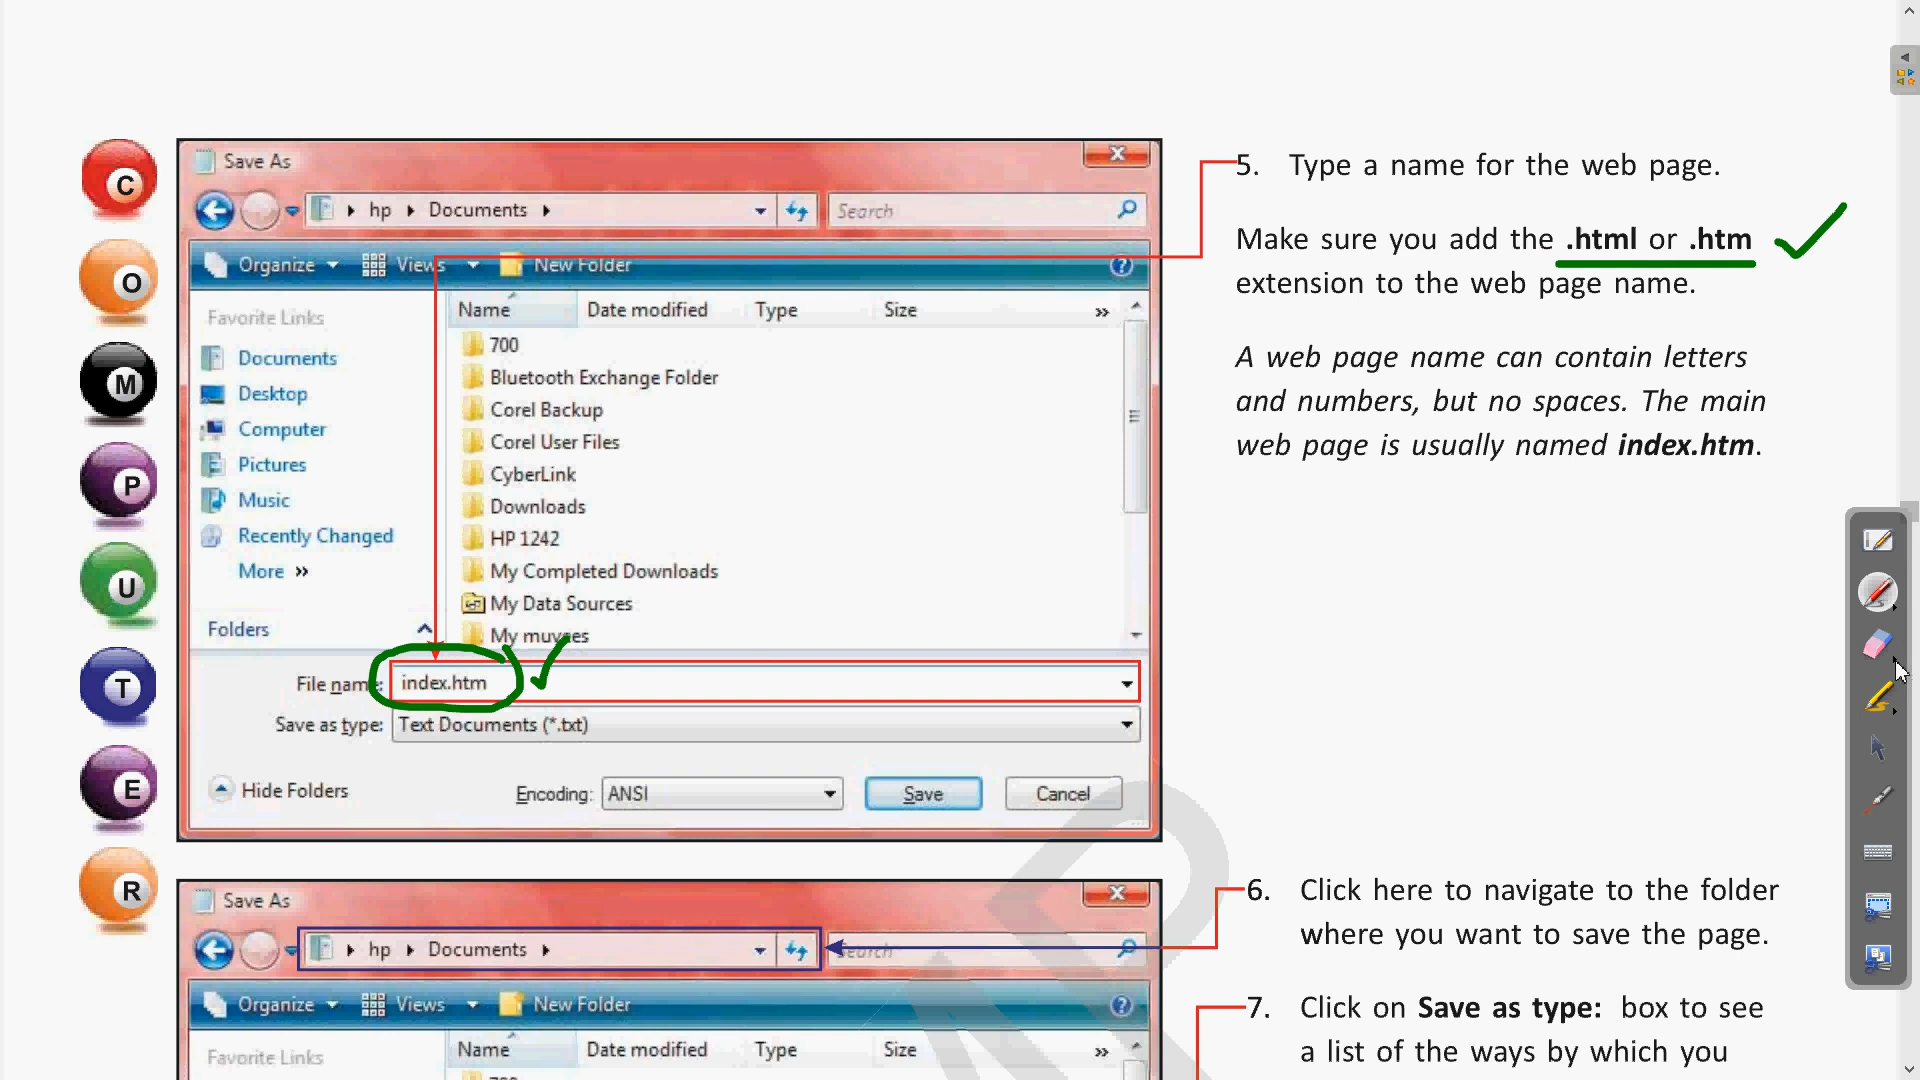 C
O
M
P
U
T
E
R
Save As
hp Documents
Search
Organize Views New Folder
Favorite Links
Documents
Desktop
Computer
Pictures
Music
Recently Changed
More »
Folders
Name Date modified Type Size »
700
Bluetooth Exchange Folder
Corel Backup
Corel User Files
CyberLink
Downloads
HP 1242
My Completed Downloads
My Data Sources
My muvees
File name: index.htm
Save as type: Text Documents (*.txt)
Hide Folders
Encoding: ANSI
Save
Cancel
5. Type a name for the web page.
Make sure you add the .html or .htm
extension to the web page name.
A web page name can contain letters
and numbers, but no spaces. The main
web page is usually named index.htm.
Save As
hp Documents
Search
Organize Views New Folder
Favorite Links
Name Date modified Type Size »
6. Click here to navigate to the folder
where you want to save the page.
7. Click on Save as type: box to see
a list of the ways by which you